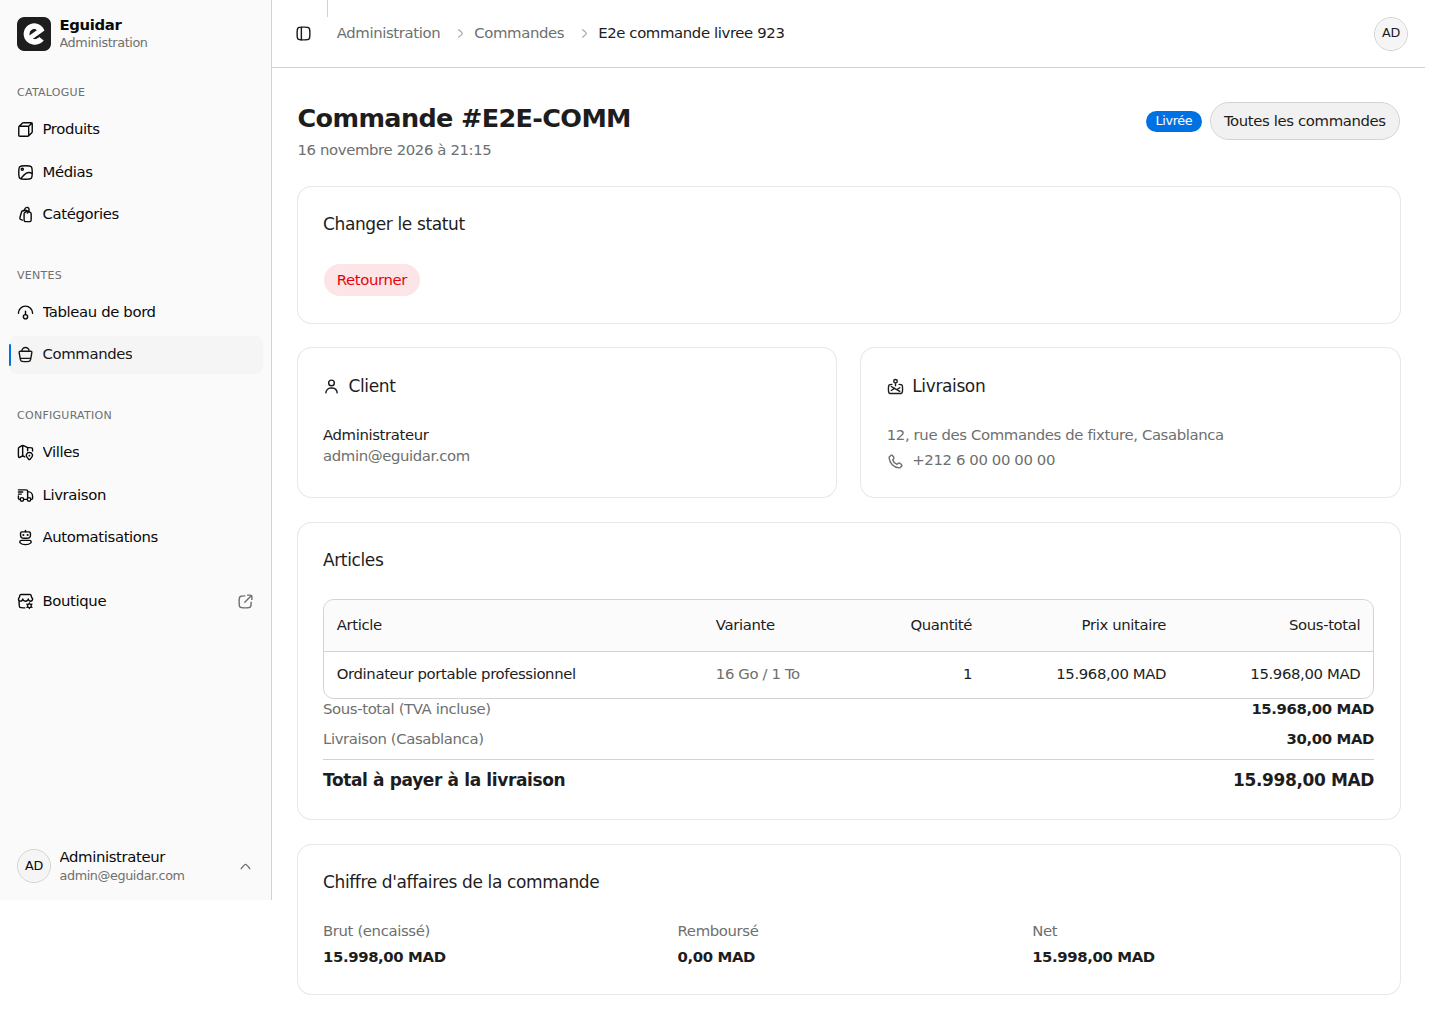 Eguidar
Administration
CATALOGUE
Produits
Médias
Catégories
VENTES
Tableau de bord
Commandes
CONFIGURATION
Villes
Livraison
Automatisations
Boutique
AD
Administrateur
admin@eguidar.com
Administration
Commandes
E2e commande livree 923
AD
Commande #E2E-COMM
16 novembre 2026 à 21:15
Livrée
Toutes les commandes
Changer le statut
Retourner
Client
Administrateur
admin@eguidar.com
Livraison
12, rue des Commandes de fixture, Casablanca
+212 6 00 00 00 00
Articles
Article Variante Quantité Prix unitaire Sous-total
Ordinateur portable professionnel 16 Go / 1 To 1 15.968,00 MAD 15.968,00 MAD
Sous-total (TVA incluse) 15.968,00 MAD
Livraison (Casablanca) 30,00 MAD
Total à payer à la livraison 15.998,00 MAD
Chiffre d'affaires de la commande
Brut (encaissé) Remboursé Net
15.998,00 MAD 0,00 MAD 15.998,00 MAD